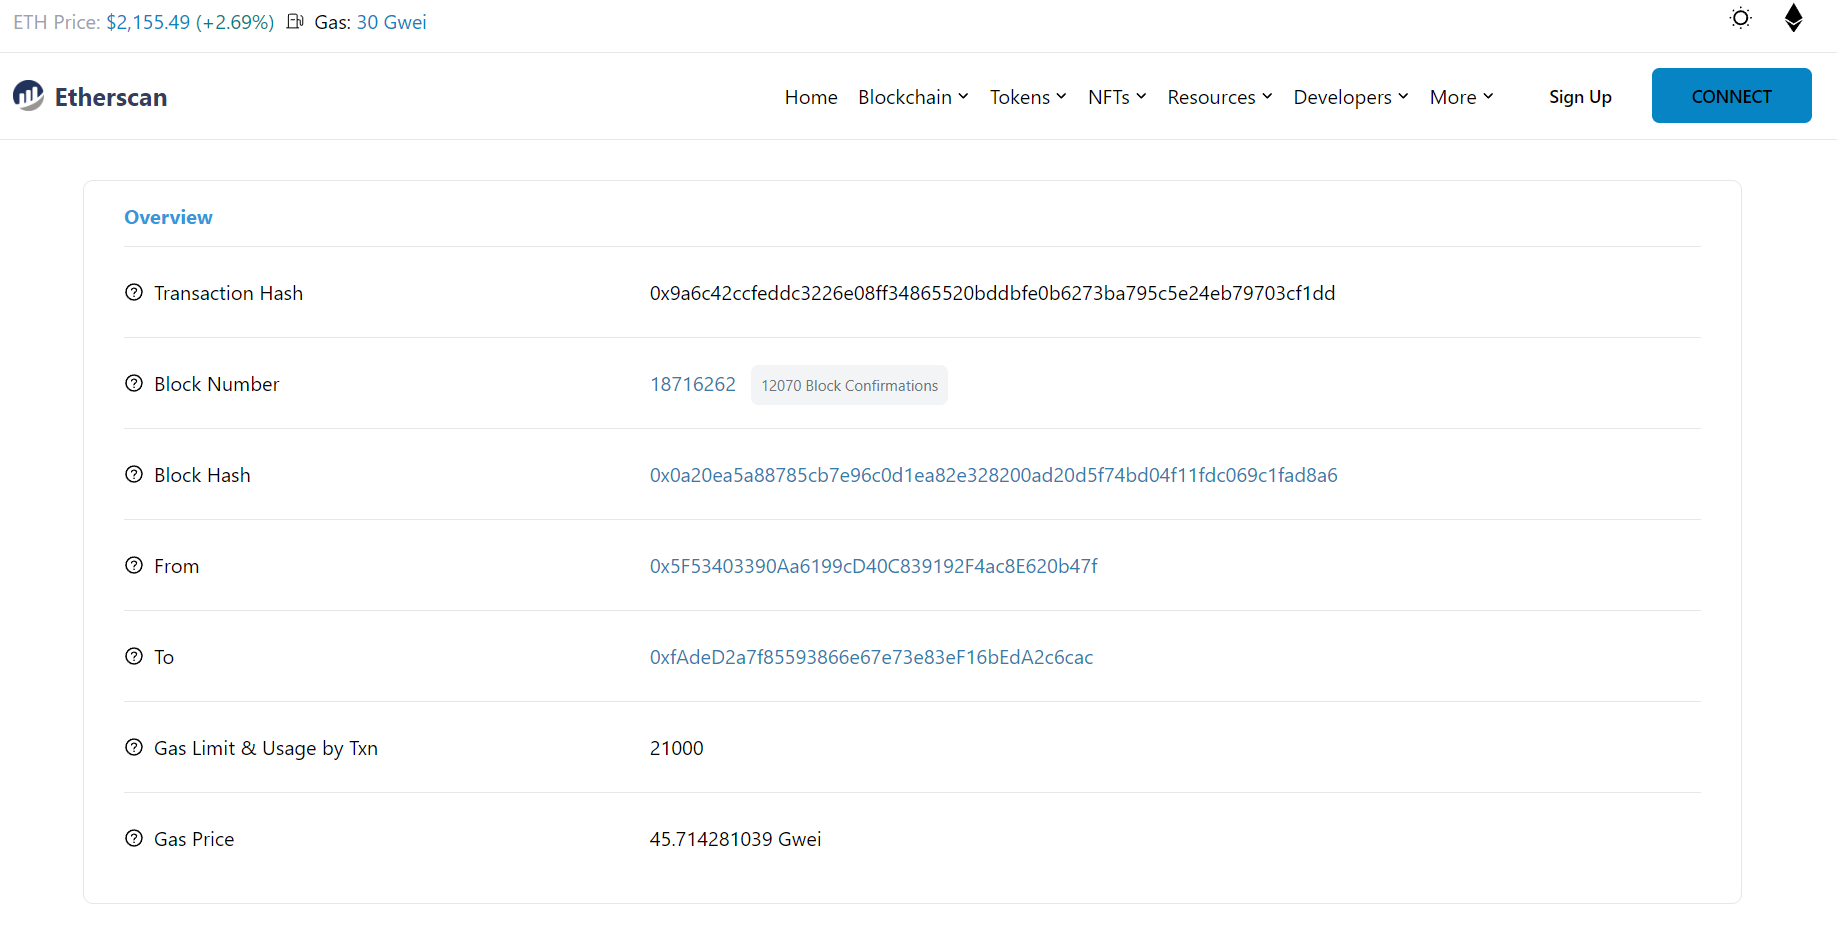 ETH Price: $2,155.49 (+2.69%) Gas: 30 Gwei
Etherscan
Home Blockchain Tokens NFTs Resources Developers More Sign Up CONNECT
Overview
Transaction Hash 0x9a6c42ccfeddc3226e08ff34865520bddbfe0b6273ba795c5e24eb79703cf1dd
Block Number 18716262 12070 Block Confirmations
Block Hash 0x0a20ea5a88785cb7e96c0d1ea82e328200ad20d5f74bd04f11fdc069c1fad8a6
From 0x5F53403390Aa6199cD40C839192F4ac8E620b47f
To 0xfAdeD2a7f85593866e67e73e83eF16bEdA2c6cac
Gas Limit & Usage by Txn 21000
Gas Price 45.714281039 Gwei